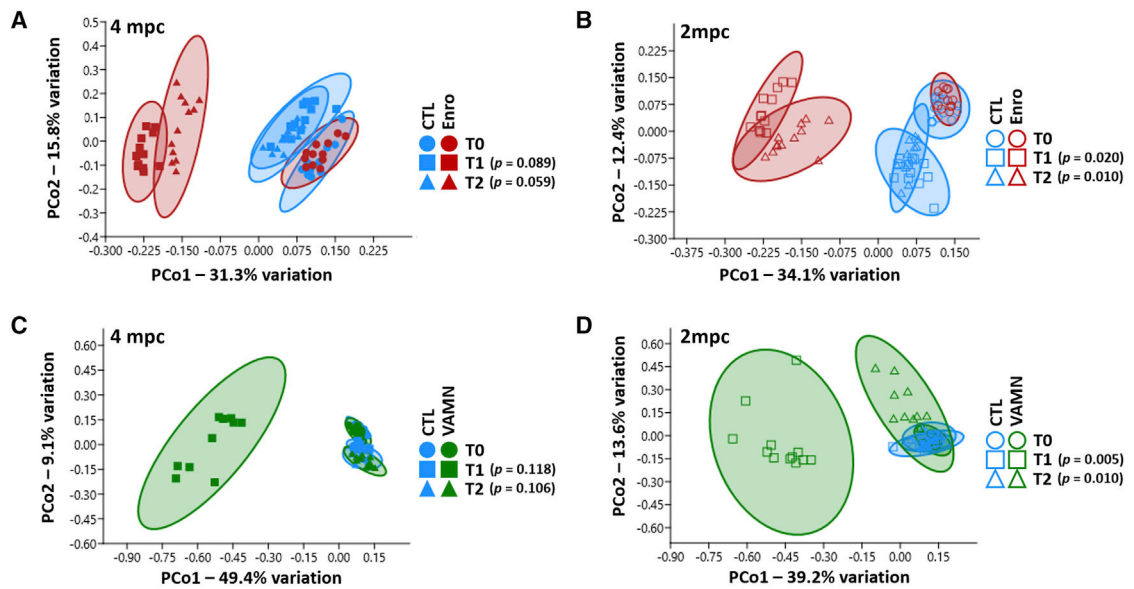 A
4 mpc
PCo2 – 15.8% variation
0.5
0.4
0.3
0.2
0.1
0.0
-0.1
-0.2
-0.3
-0.4
-0.300 -0.225 -0.150 -0.075 0.000 0.075 0.150 0.225
PCo1 – 31.3% variation
CTL Enro
T0
T1 (p = 0.089)
T2 (p = 0.059)
B
2mpc
PCo2 – 12.4% variation
0.225
0.150
0.075
0.000
-0.075
-0.150
-0.225
-0.300
-0.375 -0.300 -0.225 -0.150 -0.075 0.000 0.075 0.150
PCo1 – 34.1% variation
CTL Enro
T0
T1 (p = 0.020)
T2 (p = 0.010)
C
4 mpc
PCo2 – 9.1% variation
0.60
0.45
0.30
0.15
0.00
-0.15
-0.30
-0.45
-0.60
-0.90 -0.75 -0.60 -0.45 -0.30 -0.15 0.00 0.15
PCo1 – 49.4% variation
CTL VAMN
T0
T1 (p = 0.118)
T2 (p = 0.106)
D
2mpc
PCo2 – 13.6% variation
0.60
0.45
0.30
0.15
0.00
-0.15
-0.30
-0.45
-0.60
-0.90 -0.75 -0.60 -0.45 -0.30 -0.15 0.00 0.15
PCo1 – 39.2% variation
CTL VAMN
T0
T1 (p = 0.005)
T2 (p = 0.010)